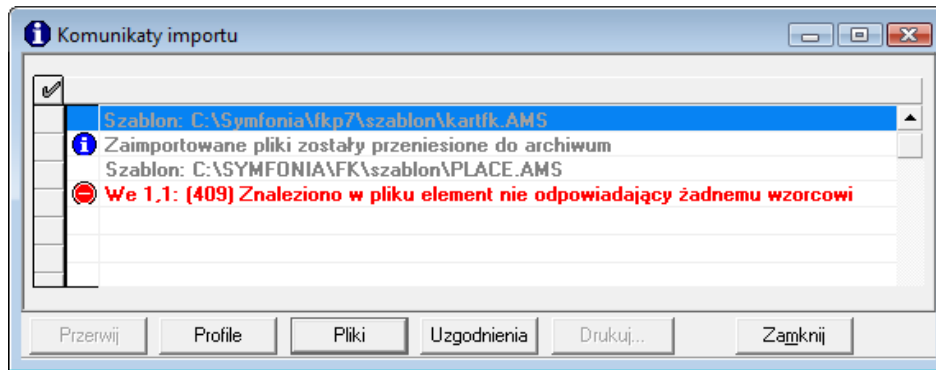 Komunikaty importu
Szablon: C:\Symfonia\fkp7\szablon\kartfk.AMS
Zaimportowane pliki zostały przeniesione do archiwum
Szablon: C:\SYMFONIA\FK\szablon\PLACE.AMS
We 1,1: (409) Znaleziono w pliku element nie odpowiadający żadnemu wzorcowi
Przerwij Profile Pliki Uzgodnienia Drukuj... Zamknij